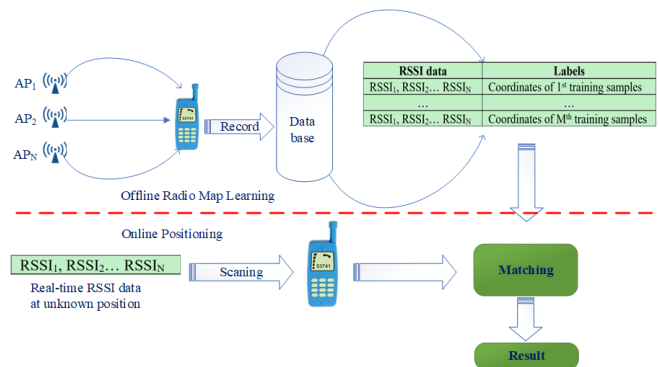 AP₁
AP₂
APₙ
53741
Record
Data
base
RSSI data Labels
RSSI₁, RSSI₂… RSSIₙ Coordinates of 1ˢᵗ training samples
… …
RSSI₁, RSSI₂… RSSIₙ Coordinates of Mᵗʰ training samples
Offline Radio Map Learning
Online Positioning
RSSI₁, RSSI₂… RSSIₙ
Real-time RSSI data
at unknown position
Scaning
53741
Matching
Result